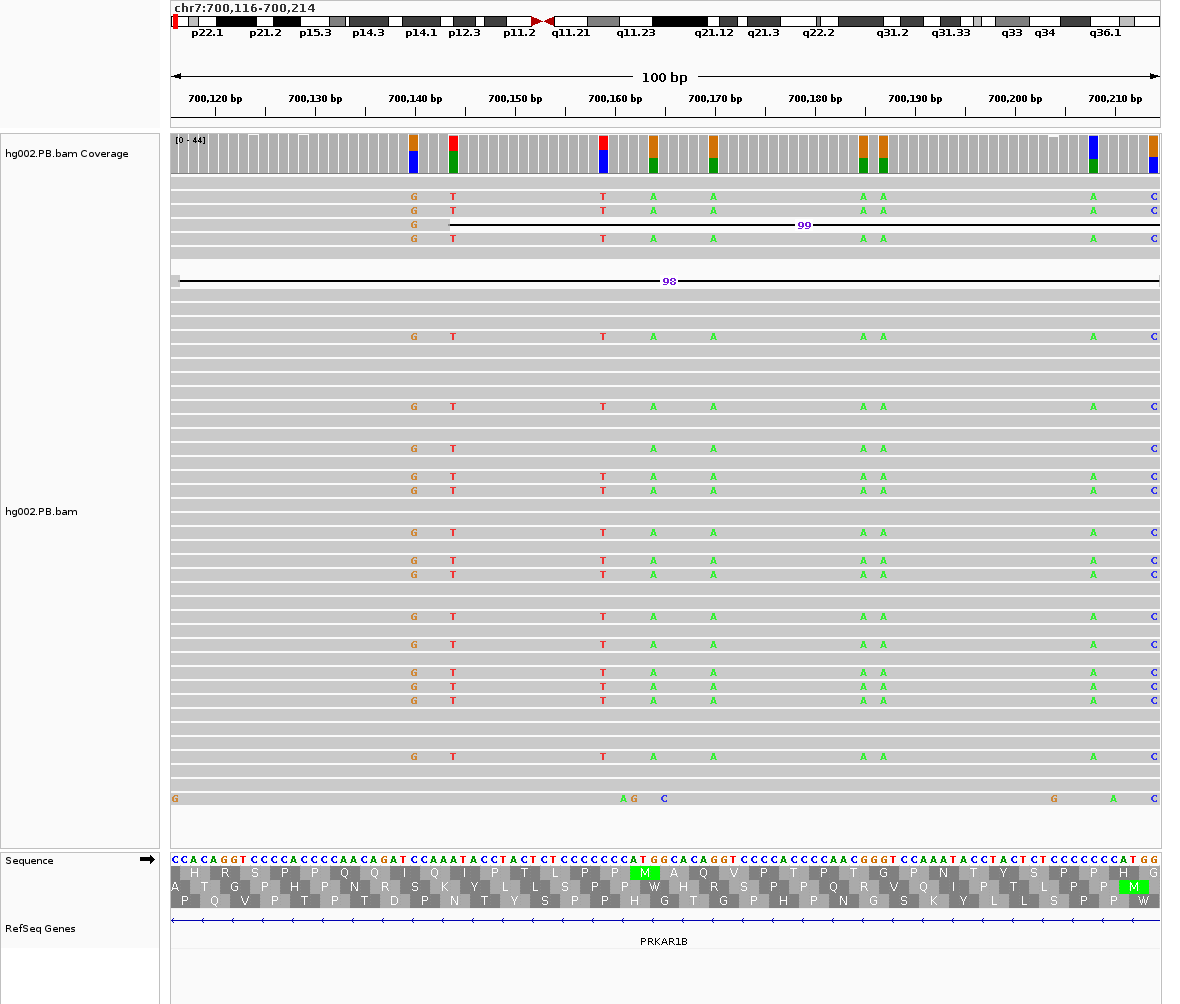 chr7:700,116-700,214
p22.1 p21.2 p15.3 p14.3 p14.1 p12.3 p11.2 q11.21 q11.23 q21.12 q21.3 q22.2 q31.2 q31.33 q33 q34 q36.1
100 bp
700,120 bp 700,130 bp 700,140 bp 700,150 bp 700,160 bp 700,170 bp 700,180 bp 700,190 bp 700,200 bp 700,210 bp
[0 - 44]
hg002.PB.bam Coverage
G T T A A A A A C
G T T A A A A A C
G 99
G T T A A A A A C
98
G T T A A A A A C
G T T A A A A A C
G T A A A A C
G T T A A A A A C
G T T A A A A A C
hg002.PB.bam
G T T A A A A A C
G T T A A A A A C
G T T A A A A A C
G T T A A A A A C
G T T A A A A A C
G T T A A A A A C
G T T A A A A A C
G T T A A A A A C
G T T A A A A A C
G A G C G A C
Sequence
CCACAGGTCCCCACCCCAACAGATCCAAATACCTACTCTCCCCCCCATGGCACAGGTCCCCACCCCAACGGGTCCAAATACCTACTCTCCCCCCCATGG
H R S P P Q Q I Q I P T L P P M A Q V P T P T G P N T Y S P P H G
A T G P H P N R S K Y L L S P P W H R S P P Q R V Q I P T L P P M
P Q V P T P T D P N T Y S P P H G T G P H P N G S K Y L L S P P W
RefSeq Genes
PRKAR1B